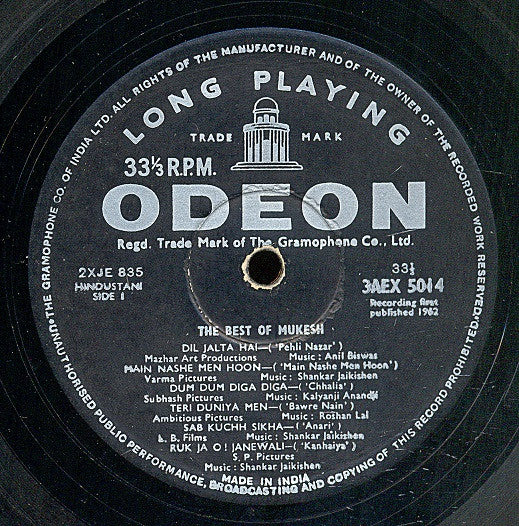 THE GRAMOPHONE CO. OF INDIA LTD. ALL RIGHTS OF THE MANUFACTURER AND OF THE OWNER OF THE RECORDED WORK RESERVED
UNAUTHORISED PUBLIC PERFORMANCE, BROADCASTING AND COPYING OF THIS RECORD PROHIBITED
LONG PLAYING
TRADE MARK
33⅓ R.P.M.
ODEON
Regd. Trade Mark of The Gramophone Co., Ltd.
2XJE 835
HINDUSTANI
SIDE 1
33⅓
3AEX 5014
Recording first
published 1962
THE BEST OF MUKESH
DIL JALTA HAI—('Pehli Nazar')
Mazhar Art Productions Music: Anil Biswas
MAIN NASHE MEN HOON—('Main Nashe Men Hoon')
Varma Pictures Music: Shankar Jaikishen
DUM DUM DIGA DIGA—('Chhalia')
Subhash Pictures Music: Kalyanji Anandji
TERI DUNIYA MEN—('Bawre Nain')
Ambitious Pictures Music: Roshan Lal
SAB KUCHH SIKHA—('Anari')
L. B. Films Music: Shankar Jaikishen
RUK JA O! JANEWALI—('Kanhaiya')
S. P. Pictures
Music: Shankar Jaikishen
MADE IN INDIA